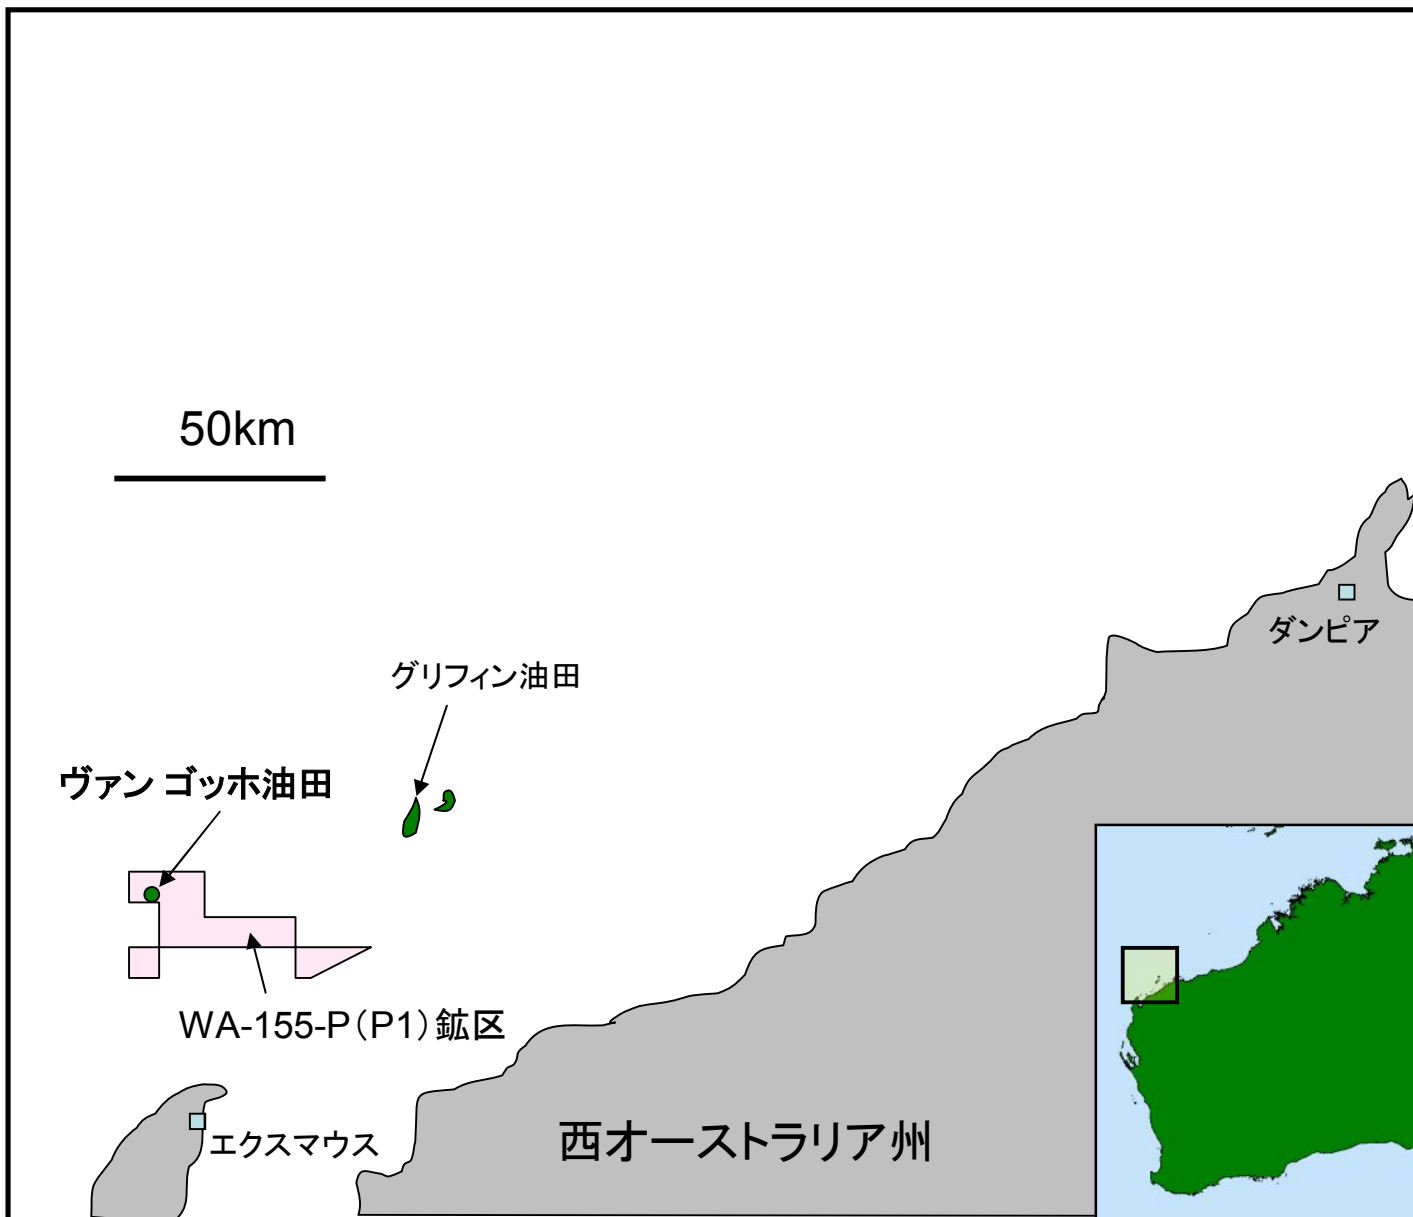 50km
ダンピア
グリフィン油田
ヴァン ゴッホ油田
WA-155-P(P1)鉱区
エクスマウス
西オーストラリア州